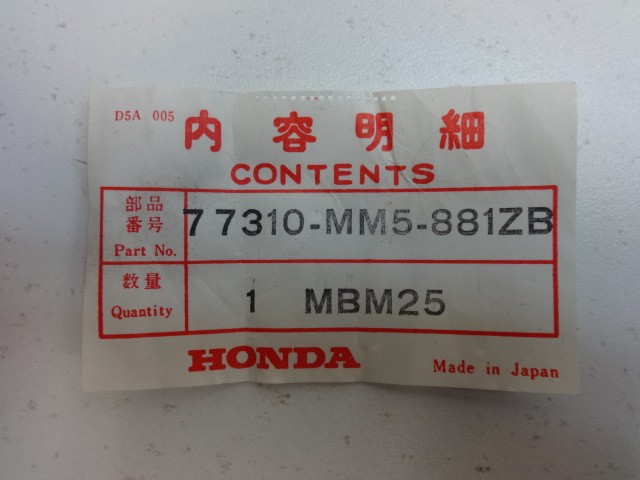 D5A 005
内容明細
CONTENTS
部品
番号
Part No.
77310-MM5-881ZB
数量
Quantity
1 MBM25
HONDA
Made in Japan